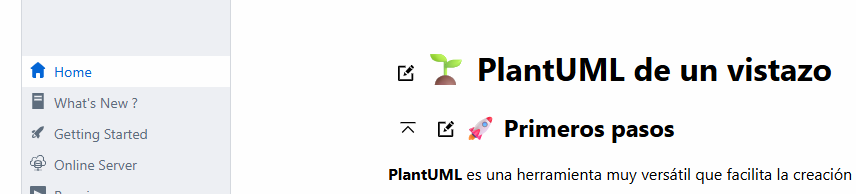 Home
What's New ?
Getting Started
Online Server
PlantUML de un vistazo
Primeros pasos
PlantUML es una herramienta muy versátil que facilita la creación